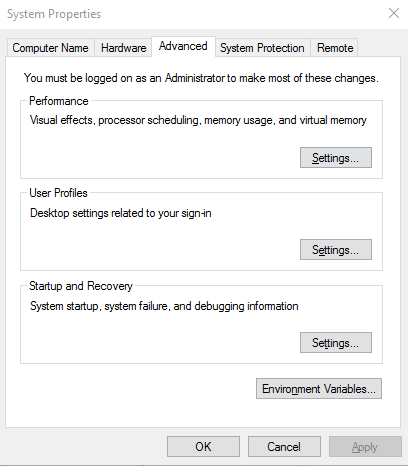 System Properties
Computer Name Hardware Advanced System Protection Remote
You must be logged on as an Administrator to make most of these changes.
Performance
Visual effects, processor scheduling, memory usage, and virtual memory
Settings...
User Profiles
Desktop settings related to your sign-in
Settings...
Startup and Recovery
System startup, system failure, and debugging information
Settings...
Environment Variables...
OK Cancel Apply